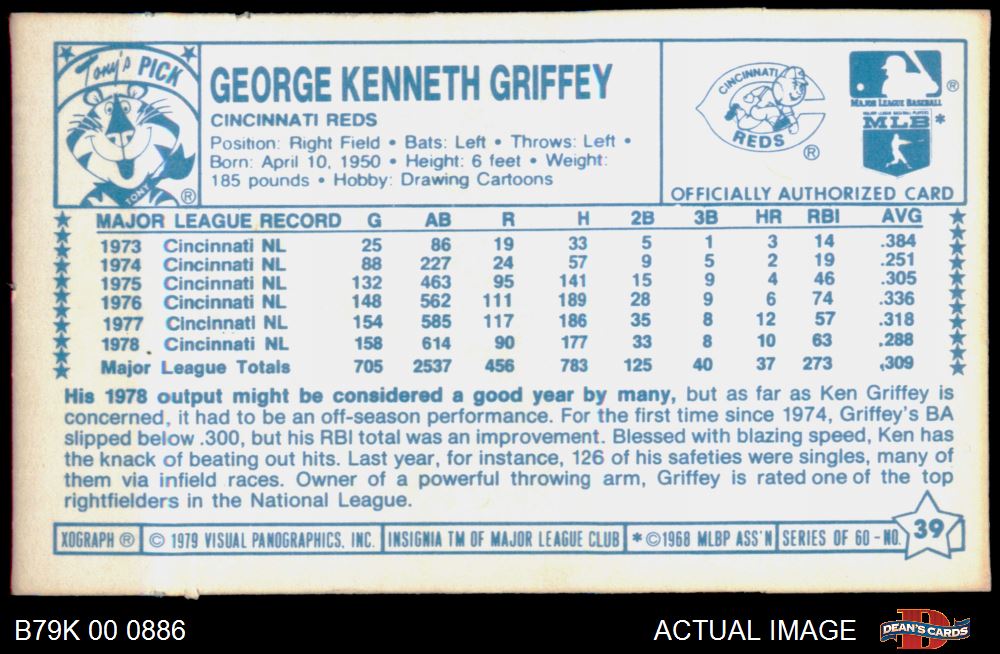 Tony's PICK
TONY
®
GEORGE KENNETH GRIFFEY
CINCINNATI REDS
Position: Right Field • Bats: Left • Throws: Left •
Born: April 10, 1950 • Height: 6 feet • Weight:
185 pounds • Hobby: Drawing Cartoons
CINCINNATI
REDS
®
®
MAJOR LEAGUE BASEBALL
MAJOR LEAGUE BASEBALL PLAYERS
MLB *
OFFICIALLY AUTHORIZED CARD
MAJOR LEAGUE RECORD G AB R H 2B 3B HR RBI AVG
1973 Cincinnati NL 25 86 19 33 5 1 3 14 .384
1974 Cincinnati NL 88 227 24 57 9 5 2 19 .251
1975 Cincinnati NL 132 463 95 141 15 9 4 46 .305
1976 Cincinnati NL 148 562 111 189 28 9 6 74 .336
1977 Cincinnati NL 154 585 117 186 35 8 12 57 .318
1978 Cincinnati NL 158 614 90 177 33 8 10 63 .288
Major League Totals 705 2537 456 783 125 40 37 273 .309
His 1978 output might be considered a good year by many, but as far as Ken Griffey is
concerned, it had to be an off-season performance. For the first time since 1974, Griffey's BA
slipped below .300, but his RBI total was an improvement. Blessed with blazing speed, Ken has
the knack of beating out hits. Last year, for instance, 126 of his safeties were singles, many of
them via infield races. Owner of a powerful throwing arm, Griffey is rated one of the top
rightfielders in the National League.
XOGRAPH ® © 1979 VISUAL PANOGRAPHICS, INC. INSIGNIA TM OF MAJOR LEAGUE CLUB * ©1968 MLBP ASS'N SERIES OF 60 - NO. 39
B79K 00 0886
ACTUAL IMAGE
D
DEAN'S CARDS